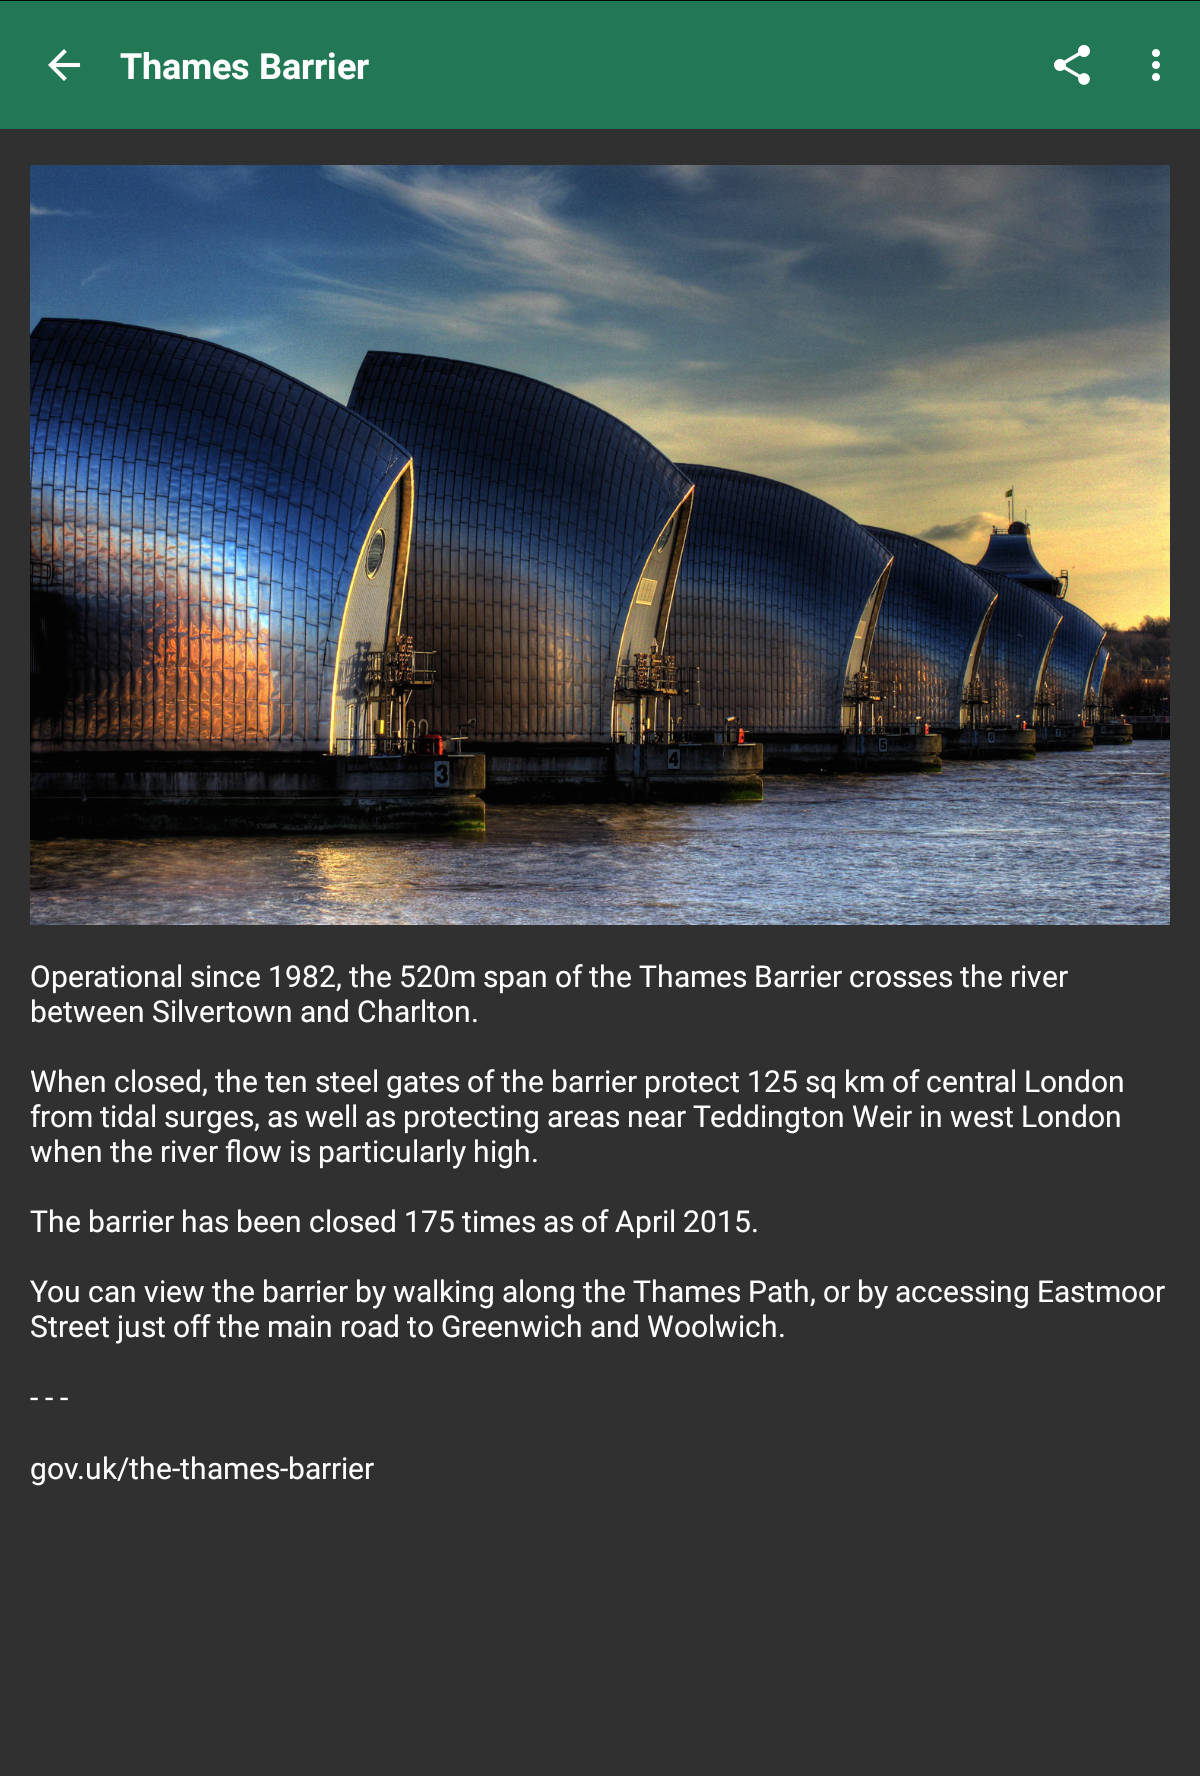 Thames Barrier
3
4
5
6
7
Operational since 1982, the 520m span of the Thames Barrier crosses the river
between Silvertown and Charlton.
When closed, the ten steel gates of the barrier protect 125 sq km of central London
from tidal surges, as well as protecting areas near Teddington Weir in west London
when the river flow is particularly high.
The barrier has been closed 175 times as of April 2015.
You can view the barrier by walking along the Thames Path, or by accessing Eastmoor
Street just off the main road to Greenwich and Woolwich.
- - -
gov.uk/the-thames-barrier